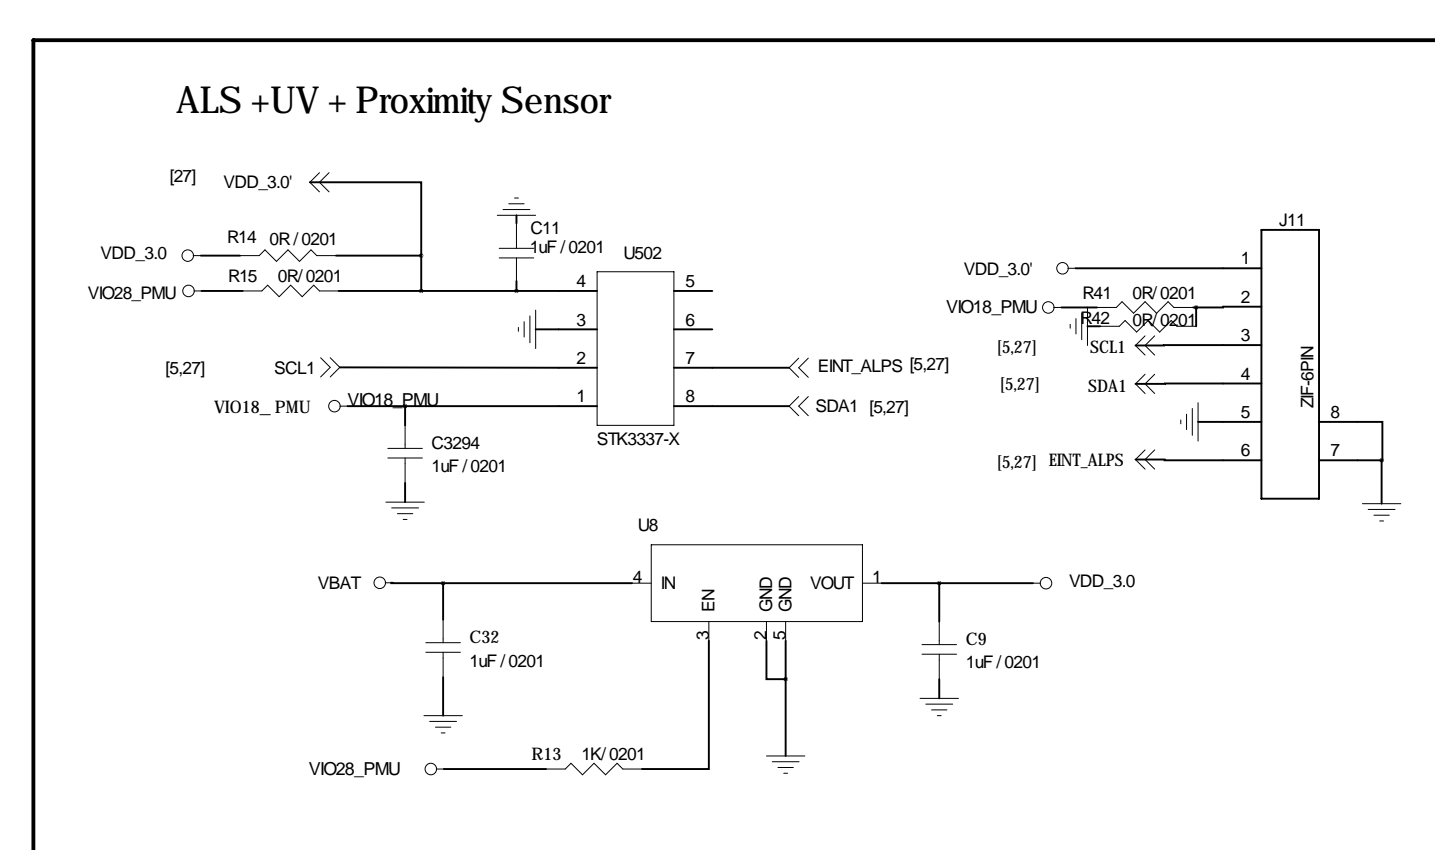 ALS +UV + Proximity Sensor
[27] VDD_3.0'
VDD_3.0
R14 0R/0201
VIO28_PMU
R15 0R/0201
C11
1uF/0201
U502
4
3
2
1
5
6
7
8
STK3337-X
[5,27] SCL1
VIO18_ PMU
VIO18_PMU
C3294
1uF/0201
EINT_ALPS [5,27]
SDA1 [5,27]
J11
VDD_3.0'
1
VIO18_PMU
R41 0R/0201
2
R42 0R/0201
[5,27] SCL1
3
[5,27] SDA1
4
5
[5,27] EINT_ALPS
6
ZIF-6PIN
8
7
U8
VBAT
4 IN
EN
3
GND
GND
2
5
VOUT 1
VDD_3.0
C32
1uF/0201
C9
1uF/0201
VIO28_PMU
R13 1K/0201